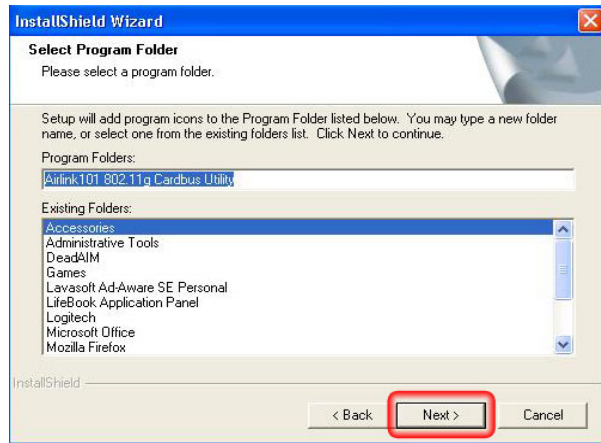 InstallShield Wizard
Select Program Folder
Please select a program folder.
Setup will add program icons to the Program Folder listed below. You may type a new folder
name, or select one from the existing folders list. Click Next to continue.
Program Folders:
Airlink101 802.11g Cardbus Utility
Existing Folders:
Accessories
Administrative Tools
DeadAIM
Games
Lavasoft Ad-Aware SE Personal
LifeBook Application Panel
Logitech
Microsoft Office
Mozilla Firefox
InstallShield
< Back
Next >
Cancel